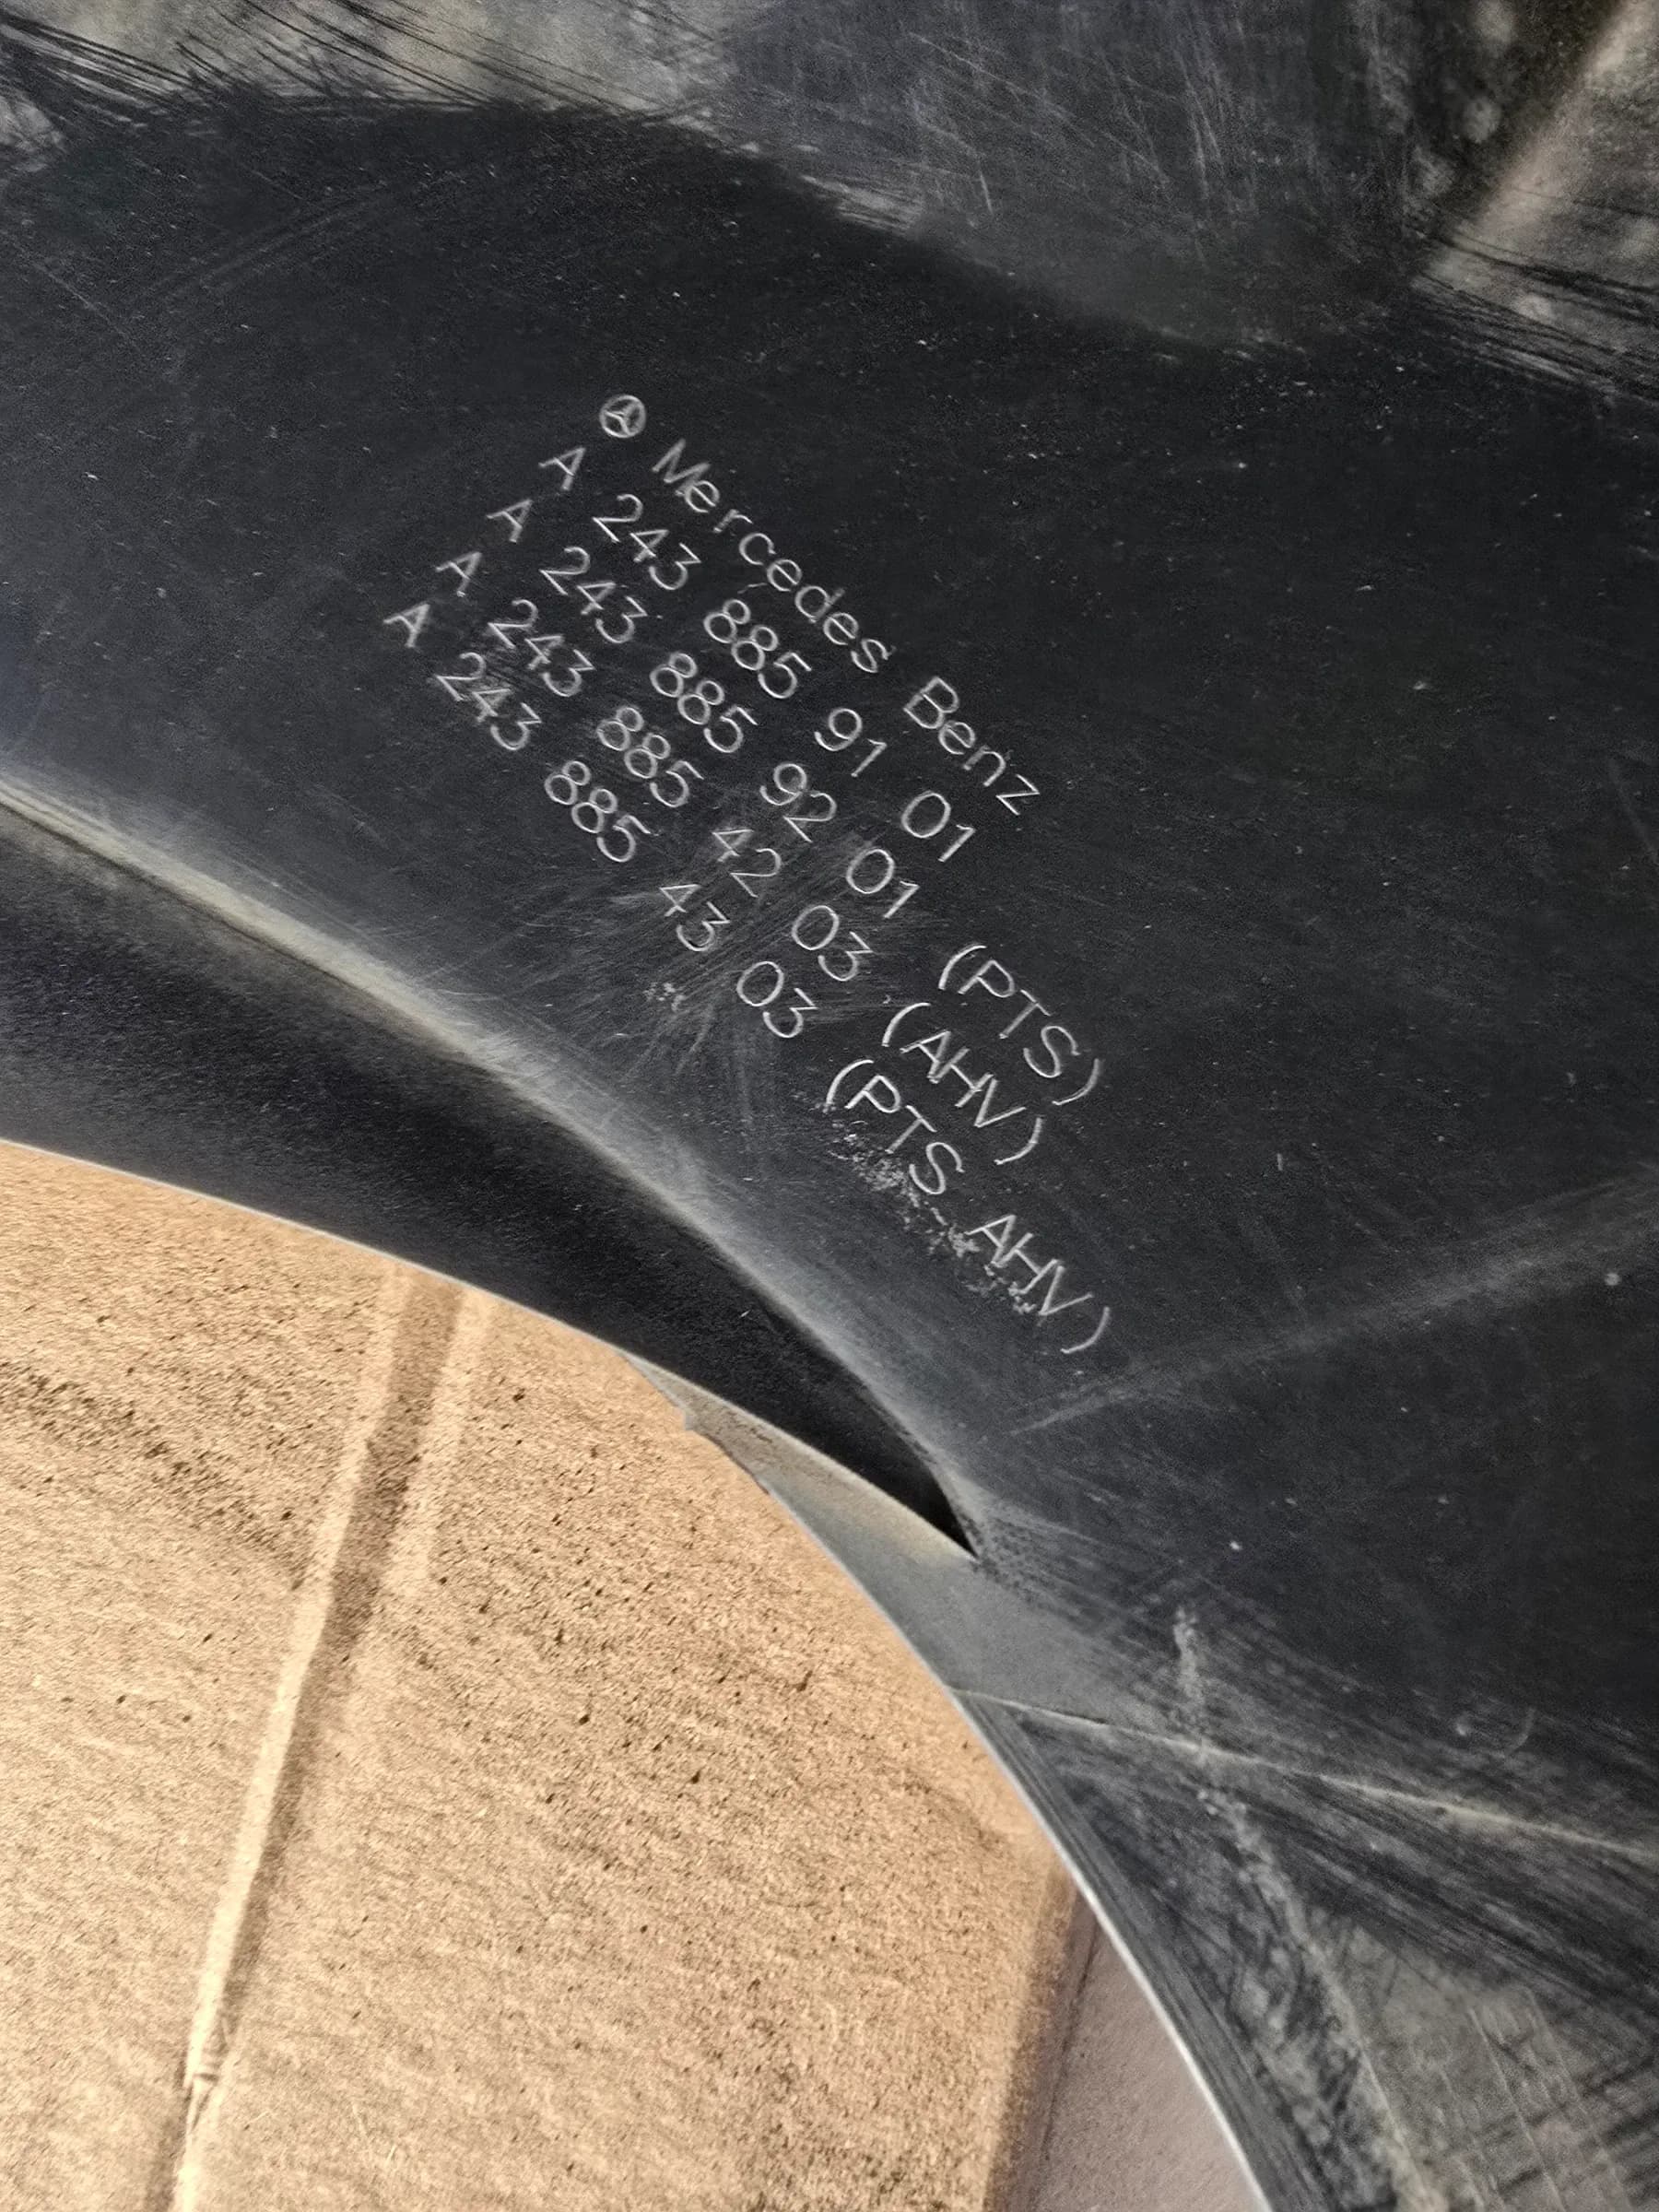 Mercedes Benz
A 243 885 91 01
A 243 885 92 01 (PTS)
A 243 885 42 03 (AHV)
A 243 885 43 03 (PTS AHV)